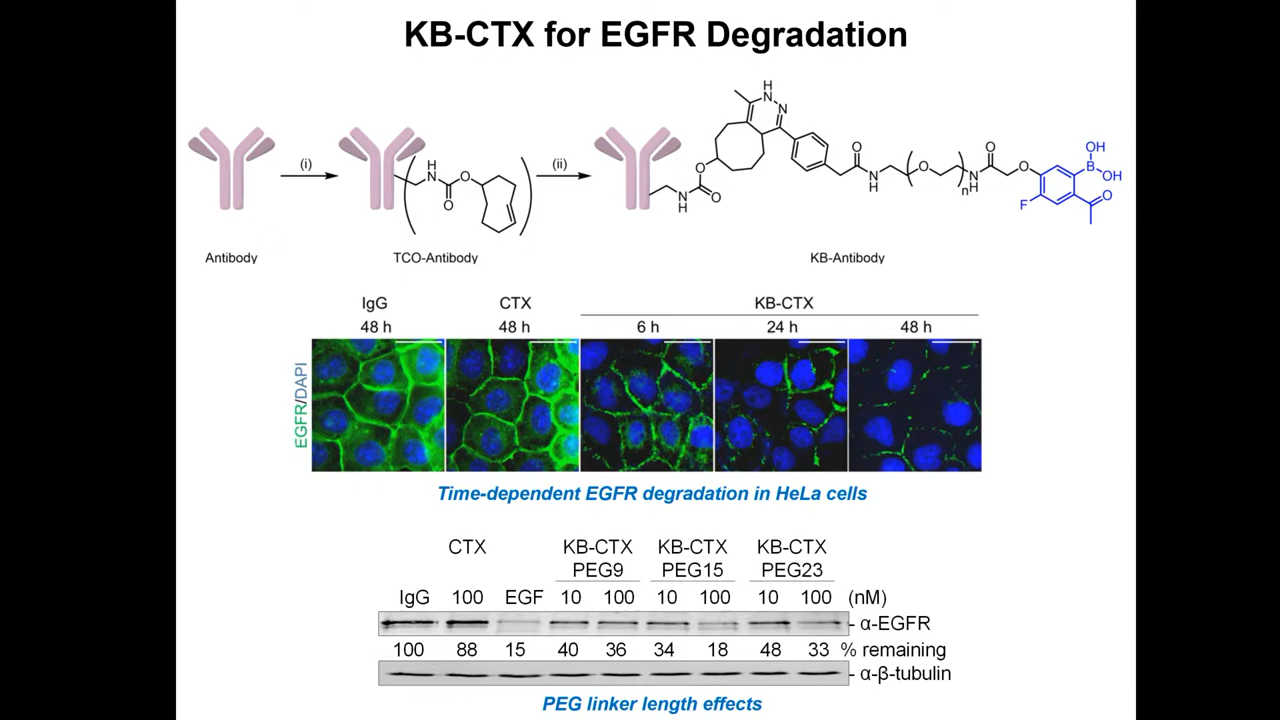 KB-CTX for EGFR Degradation
(i)
(ii)
H
N
O
O
N
H
O
O
H
N
N
O
N
H
O
n
N
H
O
O
F
OH
B
OH
O
Antibody
TCO-Antibody
KB-Antibody
IgG
CTX
KB-CTX
48 h
48 h
6 h
24 h
48 h
EGFR/DAPI
Time-dependent EGFR degradation in HeLa cells
CTX
KB-CTX
KB-CTX
KB-CTX
PEG9
PEG15
PEG23
IgG 100 EGF 10 100 10 100 10 100 (nM)
α-EGFR
100 88 15 40 36 34 18 48 33 % remaining
α-β-tubulin
PEG linker length effects